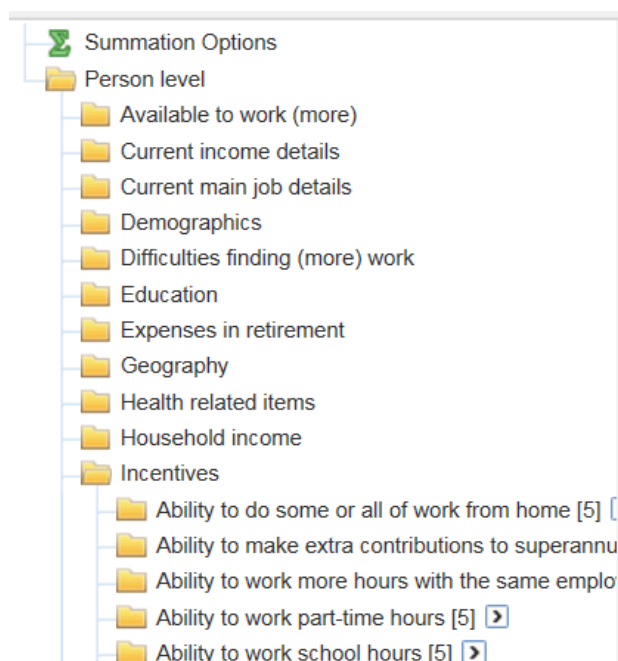 Summation Options
Person level
Available to work (more)
Current income details
Current main job details
Demographics
Difficulties finding (more) work
Education
Expenses in retirement
Geography
Health related items
Household income
Incentives
Ability to do some or all of work from home [5]
Ability to make extra contributions to superannu
Ability to work more hours with the same emplo
Ability to work part-time hours [5]
Ability to work school hours [5]